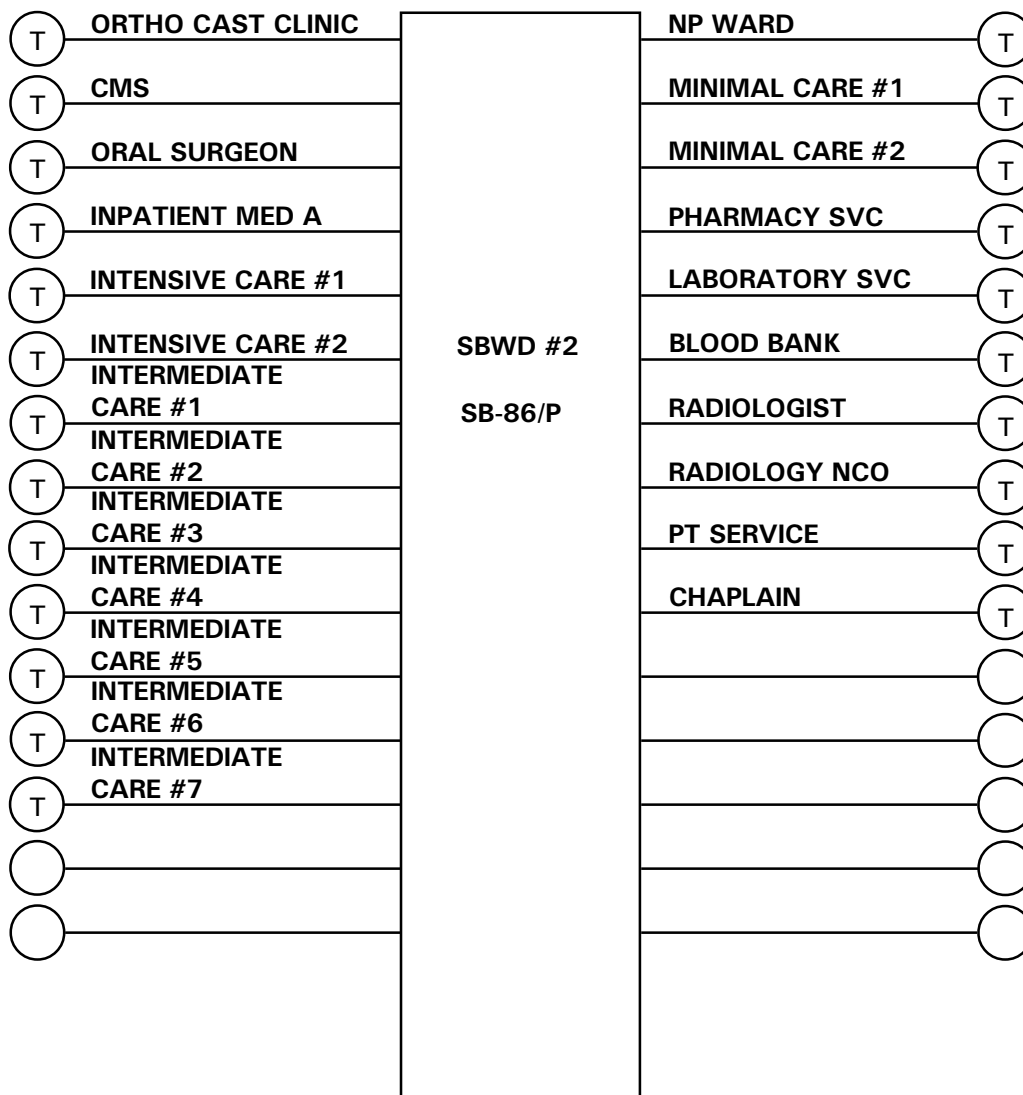 T
ORTHO CAST CLINIC
T
CMS
T
ORAL SURGEON
T
INPATIENT MED A
T
INTENSIVE CARE #1
T
INTENSIVE CARE #2
T
INTERMEDIATE
CARE #1
T
INTERMEDIATE
CARE #2
T
INTERMEDIATE
CARE #3
T
INTERMEDIATE
CARE #4
T
INTERMEDIATE
CARE #5
T
INTERMEDIATE
CARE #6
T
INTERMEDIATE
CARE #7
SBWD #2
SB-86/P
NP WARD
T
MINIMAL CARE #1
T
MINIMAL CARE #2
T
PHARMACY SVC
T
LABORATORY SVC
T
BLOOD BANK
T
RADIOLOGIST
T
RADIOLOGY NCO
T
PT SERVICE
T
CHAPLAIN
T